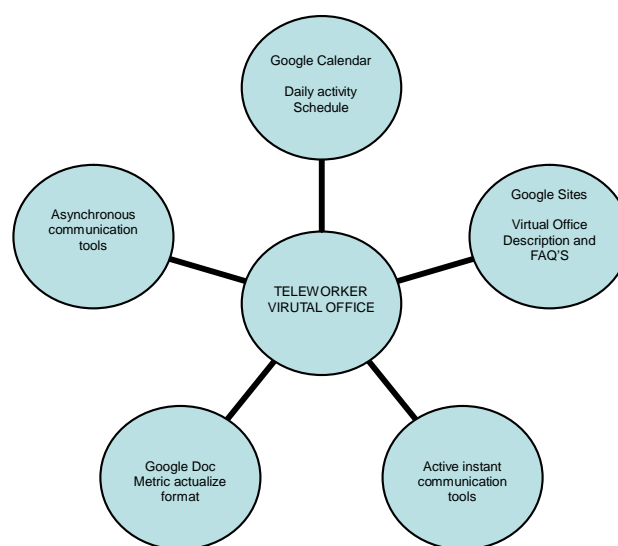 Google Calendar
Daily activity
Schedule
Google Sites
Virtual Office
Description and
FAQ'S
Asynchronous
communication
tools
TELEWORKER
VIRUTAL OFFICE
Google Doc
Metric actualize
format
Active instant
communication
tools